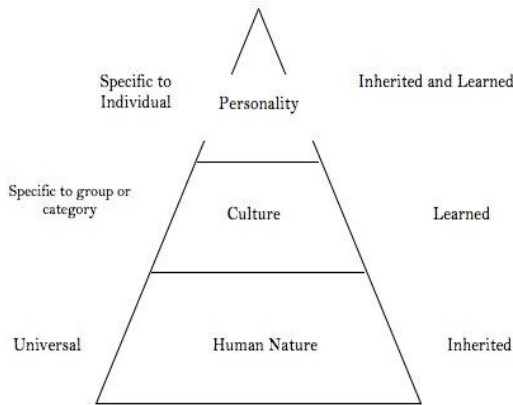 Specific to
Individual
Personality
Inherited and Learned
Specific to group or
category
Culture
Learned
Universal
Human Nature
Inherited